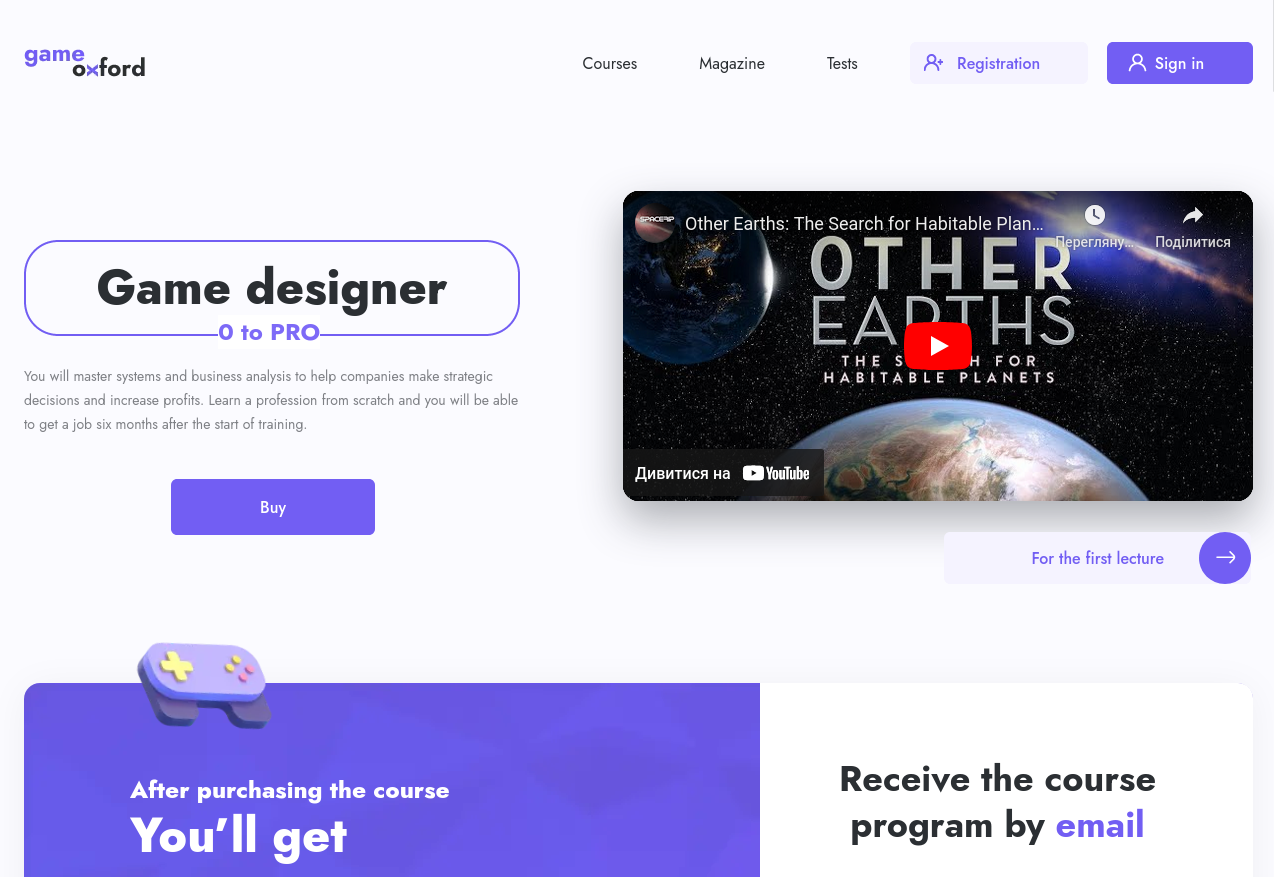 game
oxford
Courses
Magazine
Tests
Registration
Sign in
Game designer
0 to PRO
You will master systems and business analysis to help companies make strategic
decisions and increase profits. Learn a profession from scratch and you will be able
to get a job six months after the start of training.
Buy
SPACERIP
Other Earths: The Search for Habitable Plan...
Перегляну...
Поділитися
OTHER
EARTHS
THE S CH FOR
HABITABLE PLANETS
Дивитися на YouTube
For the first lecture
After purchasing the course
You’ll get
Receive the course
program by email